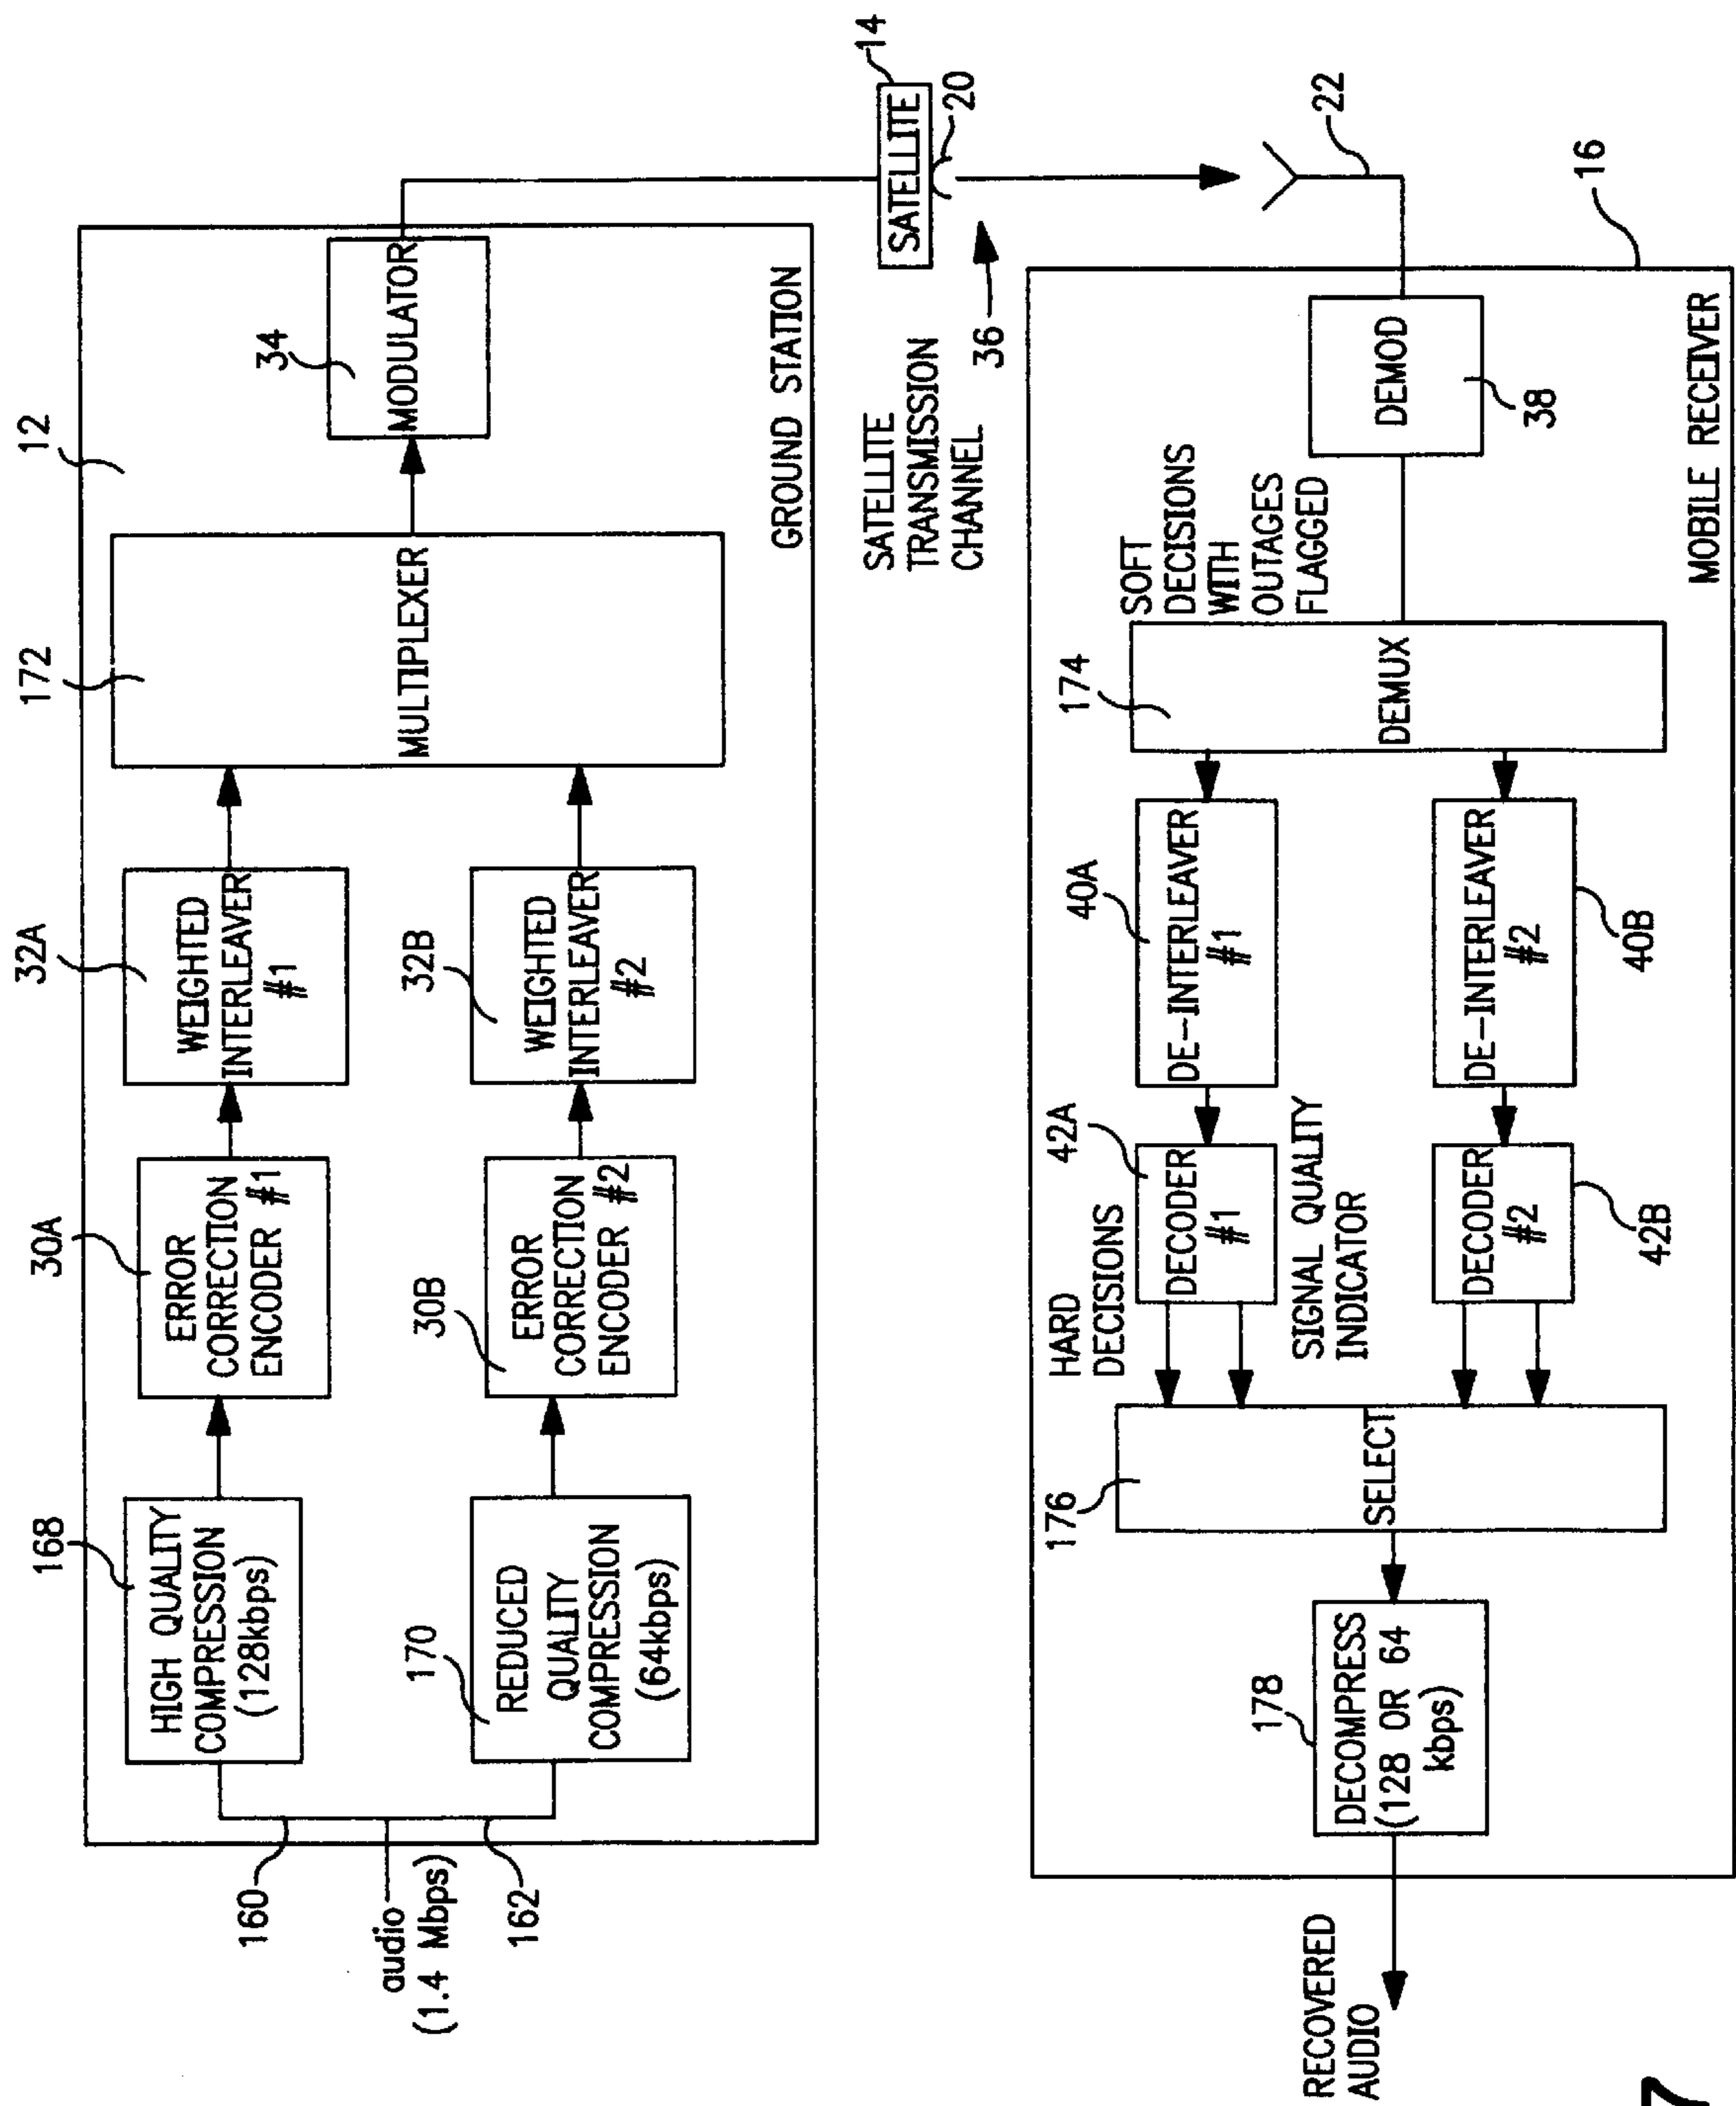 12
30A
32A
172
34
168
HIGH QUALITY
COMPRESSION
(128kbps)
ERROR
CORRECTION
ENCODER #1
WEIGHTED
INTERLEAVER
#1
MULTIPLEXER
MODULATOR
160
audio
(1.4 Mbps)
162
170
REDUCED
QUALITY
COMPRESSION
(64kbps)
30B
ERROR
CORRECTION
ENCODER #2
32B
WEIGHTED
INTERLEAVER
#2
GROUND STATION
SATELLITE
TRANSMISSION
CHANNEL
36
SATELLITE
14
20
22
16
HARD
DECISIONS
42A
40A
174
SOFT
DECISIONS
WITH
OUTAGES
FLAGGED
176
DECODER
#1
DE-INTERLEAVER
#1
SIGNAL QUALITY
INDICATOR
RECOVERED
AUDIO
178
DECOMPRESS
(128 OR 64
kbps)
SELECT
DEMUX
DEMOD
38
DECODER
#2
DE-INTERLEAVER
#2
42B
40B
MOBILE RECEIVER
7